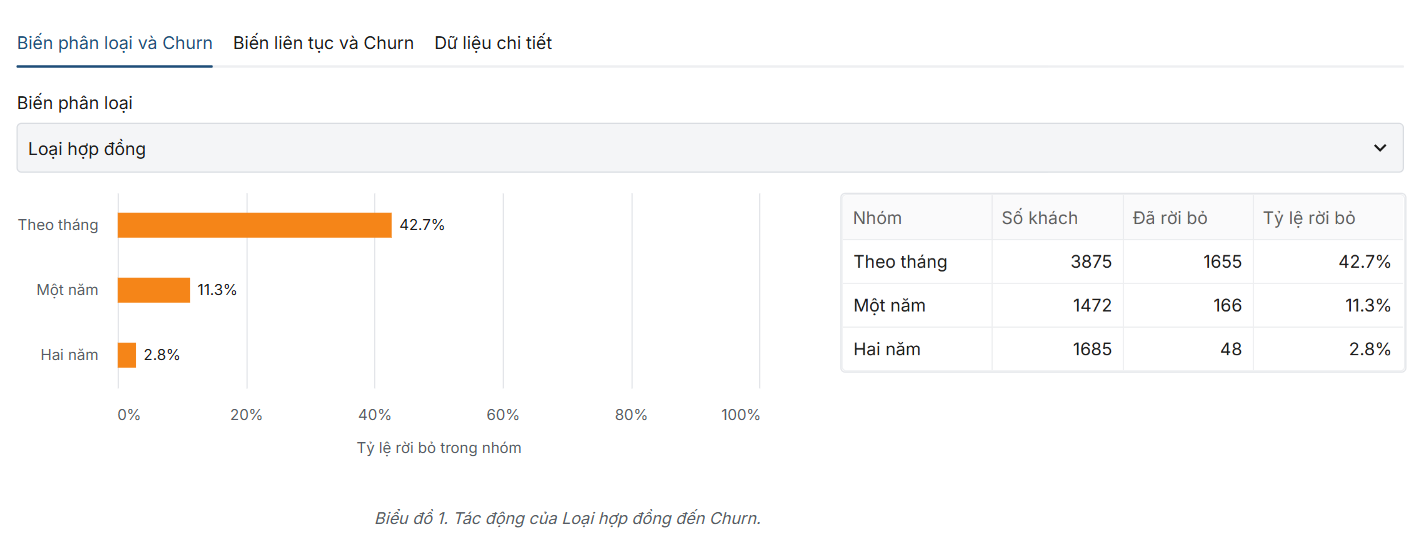 Biến phân loại và Churn Biến liên tục và Churn Dữ liệu chi tiết
Biến phân loại
Loại hợp đồng
Theo tháng 42.7%
Một năm 11.3%
Hai năm 2.8%
0% 20% 40% 60% 80% 100%
Tỷ lệ rời bỏ trong nhóm
Nhóm Số khách Đã rời bỏ Tỷ lệ rời bỏ
Theo tháng 3875 1655 42.7%
Một năm 1472 166 11.3%
Hai năm 1685 48 2.8%
Biểu đồ 1. Tác động của Loại hợp đồng đến Churn.